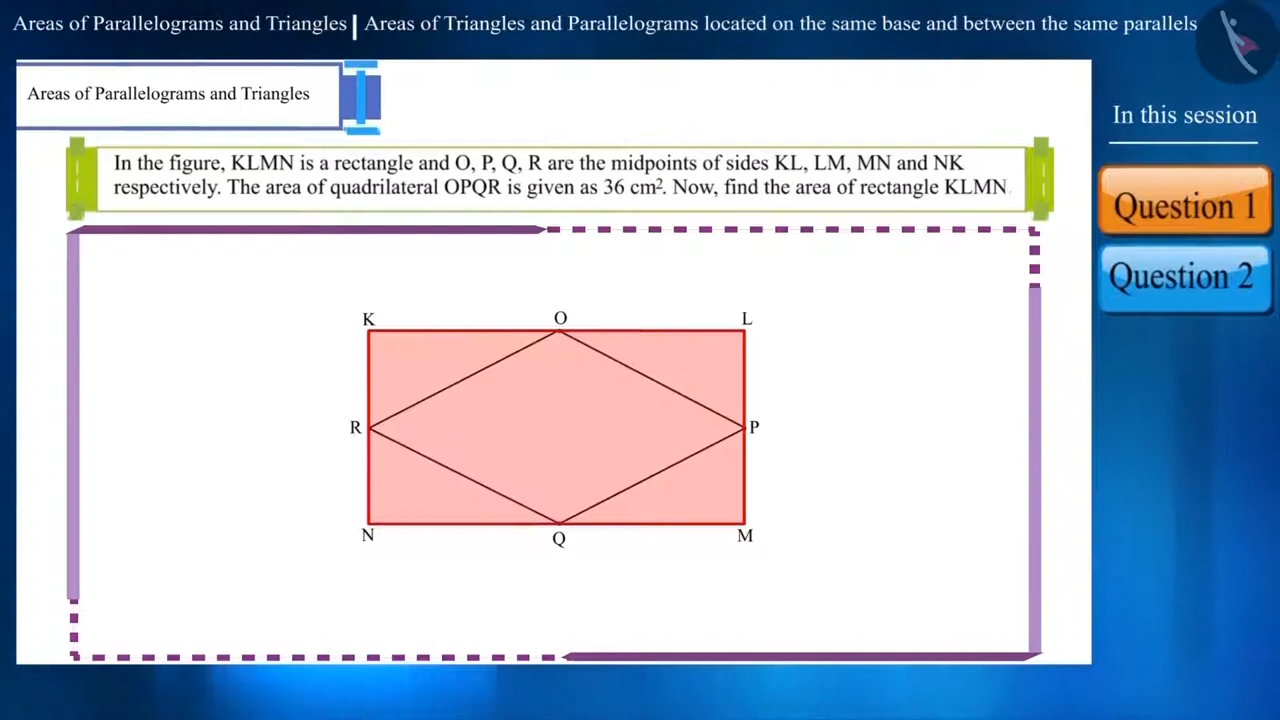 Areas of Parallelograms and Triangles | Areas of Triangles and Parallelograms located on the same base and between the same parallels
Areas of Parallelograms and Triangles
In this session
In the figure, KLMN is a rectangle and O, P, Q, R are the midpoints of sides KL, LM, MN and NK
respectively. The area of quadrilateral OPQR is given as 36 cm². Now, find the area of rectangle KLMN.
Question 1
Question 2
K O L
R P
N Q M